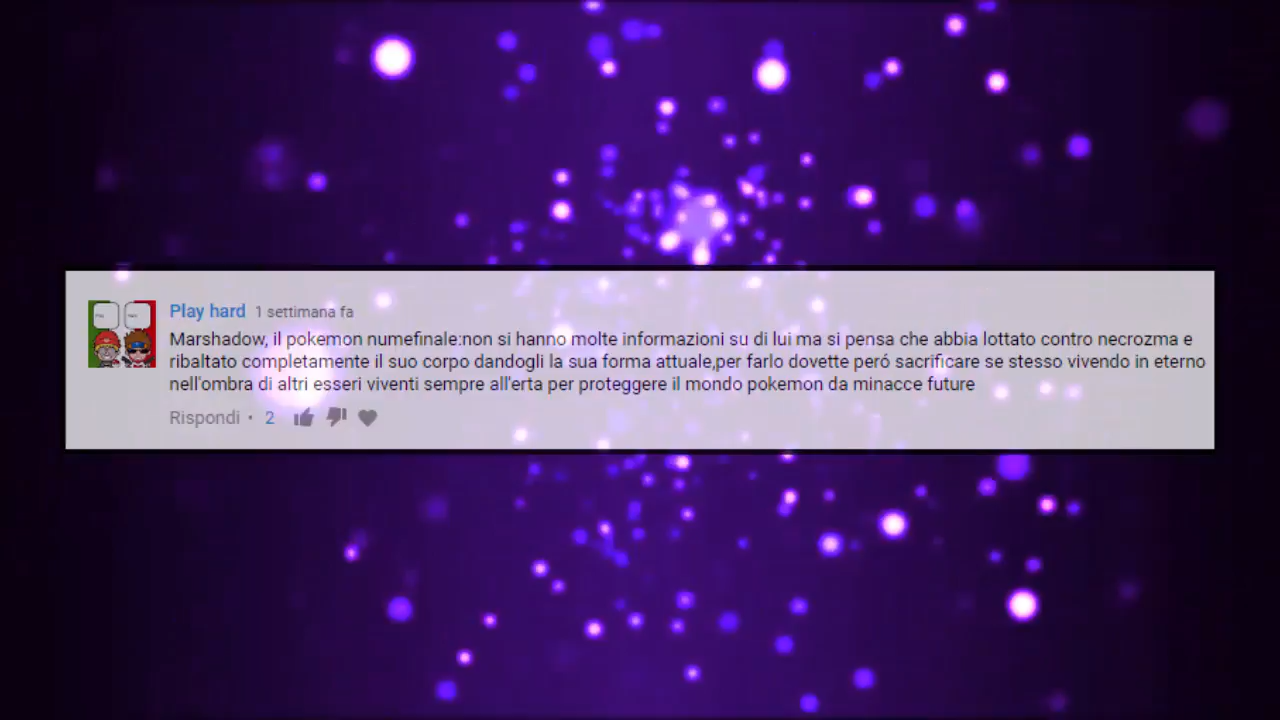 Play hard 1 settimana fa
Marshadow, il pokemon numefinale:non si hanno molte informazioni su di lui ma si pensa che abbia lottato contro necrozma e
ribaltato completamente il suo corpo dandogli la sua forma attuale,per farlo dovette peró sacrificare se stesso vivendo in eterno
nell'ombra di altri esseri viventi sempre all'erta per proteggere il mondo pokemon da minacce future
Rispondi • 2